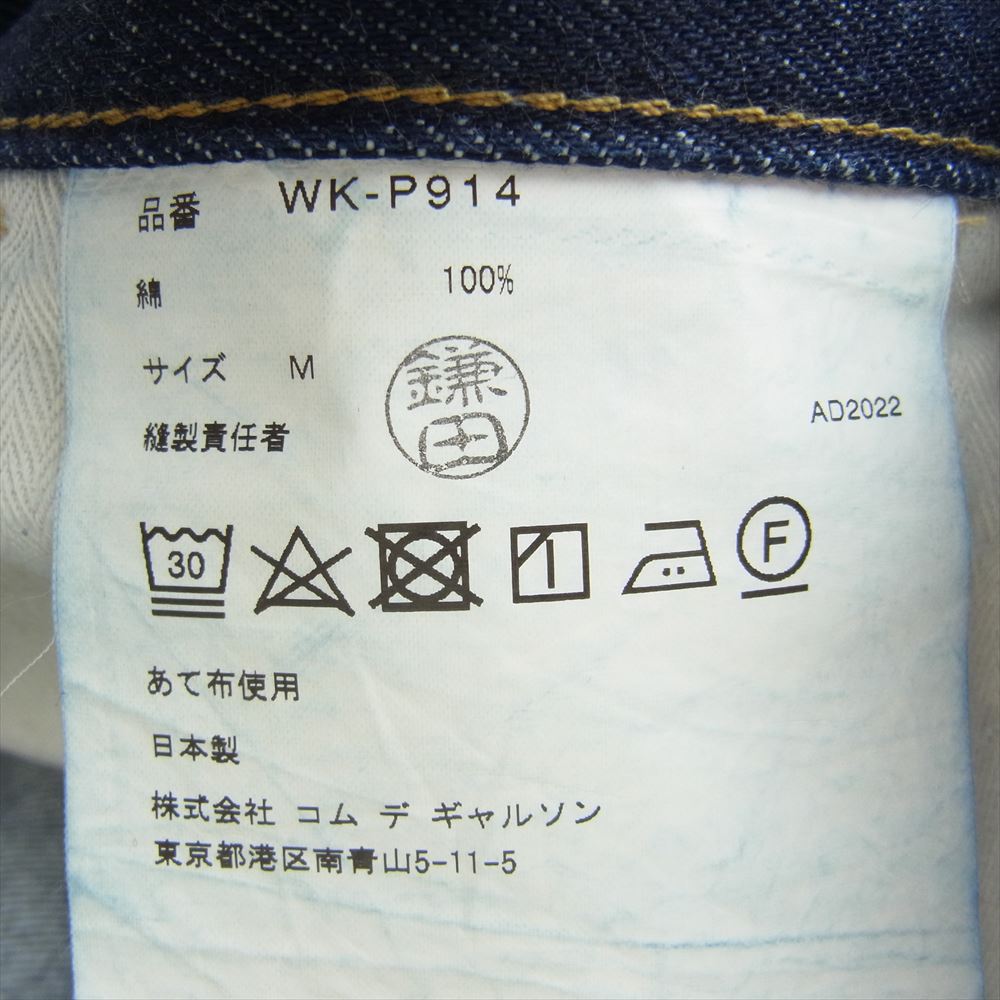 品番 WK-P914
綿 100%
サイズ M
鎌田
縫製責任者
AD2022
30
F
あて布使用
日本製
株式会社 コム デ ギャルソン
東京都港区南青山5-11-5